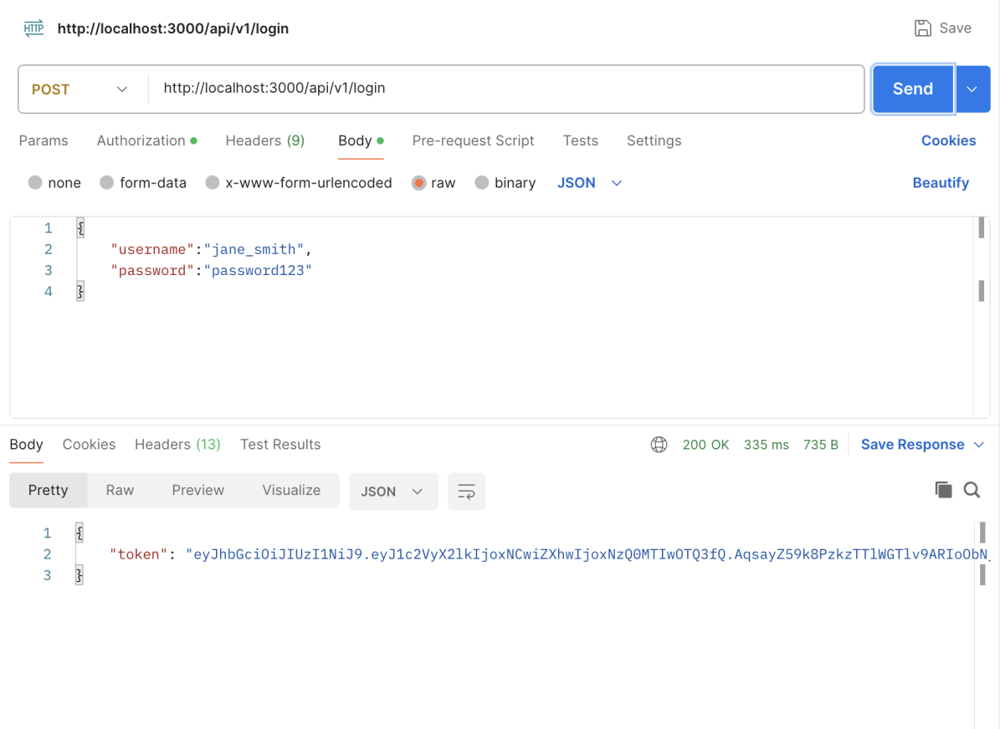 HTTP http://localhost:3000/api/v1/login Save
POST http://localhost:3000/api/v1/login Send
Params Authorization Headers (9) Body Pre-request Script Tests Settings Cookies
none form-data x-www-form-urlencoded raw binary JSON Beautify
1 {
2 "username":"jane_smith",
3 "password":"password123"
4 }
Body Cookies Headers (13) Test Results 200 OK 335 ms 735 B Save Response
Pretty Raw Preview Visualize JSON
1 {
2 "token": "eyJhbGciOiJIUzI1NiJ9.eyJ1c2VyX2lkIjoxNCwiZXhwIjoxNzQ0MTIwOTQ3fQ.AqsayZ59k8PzkzTTlWGTlv9ARIoObN_
3 }